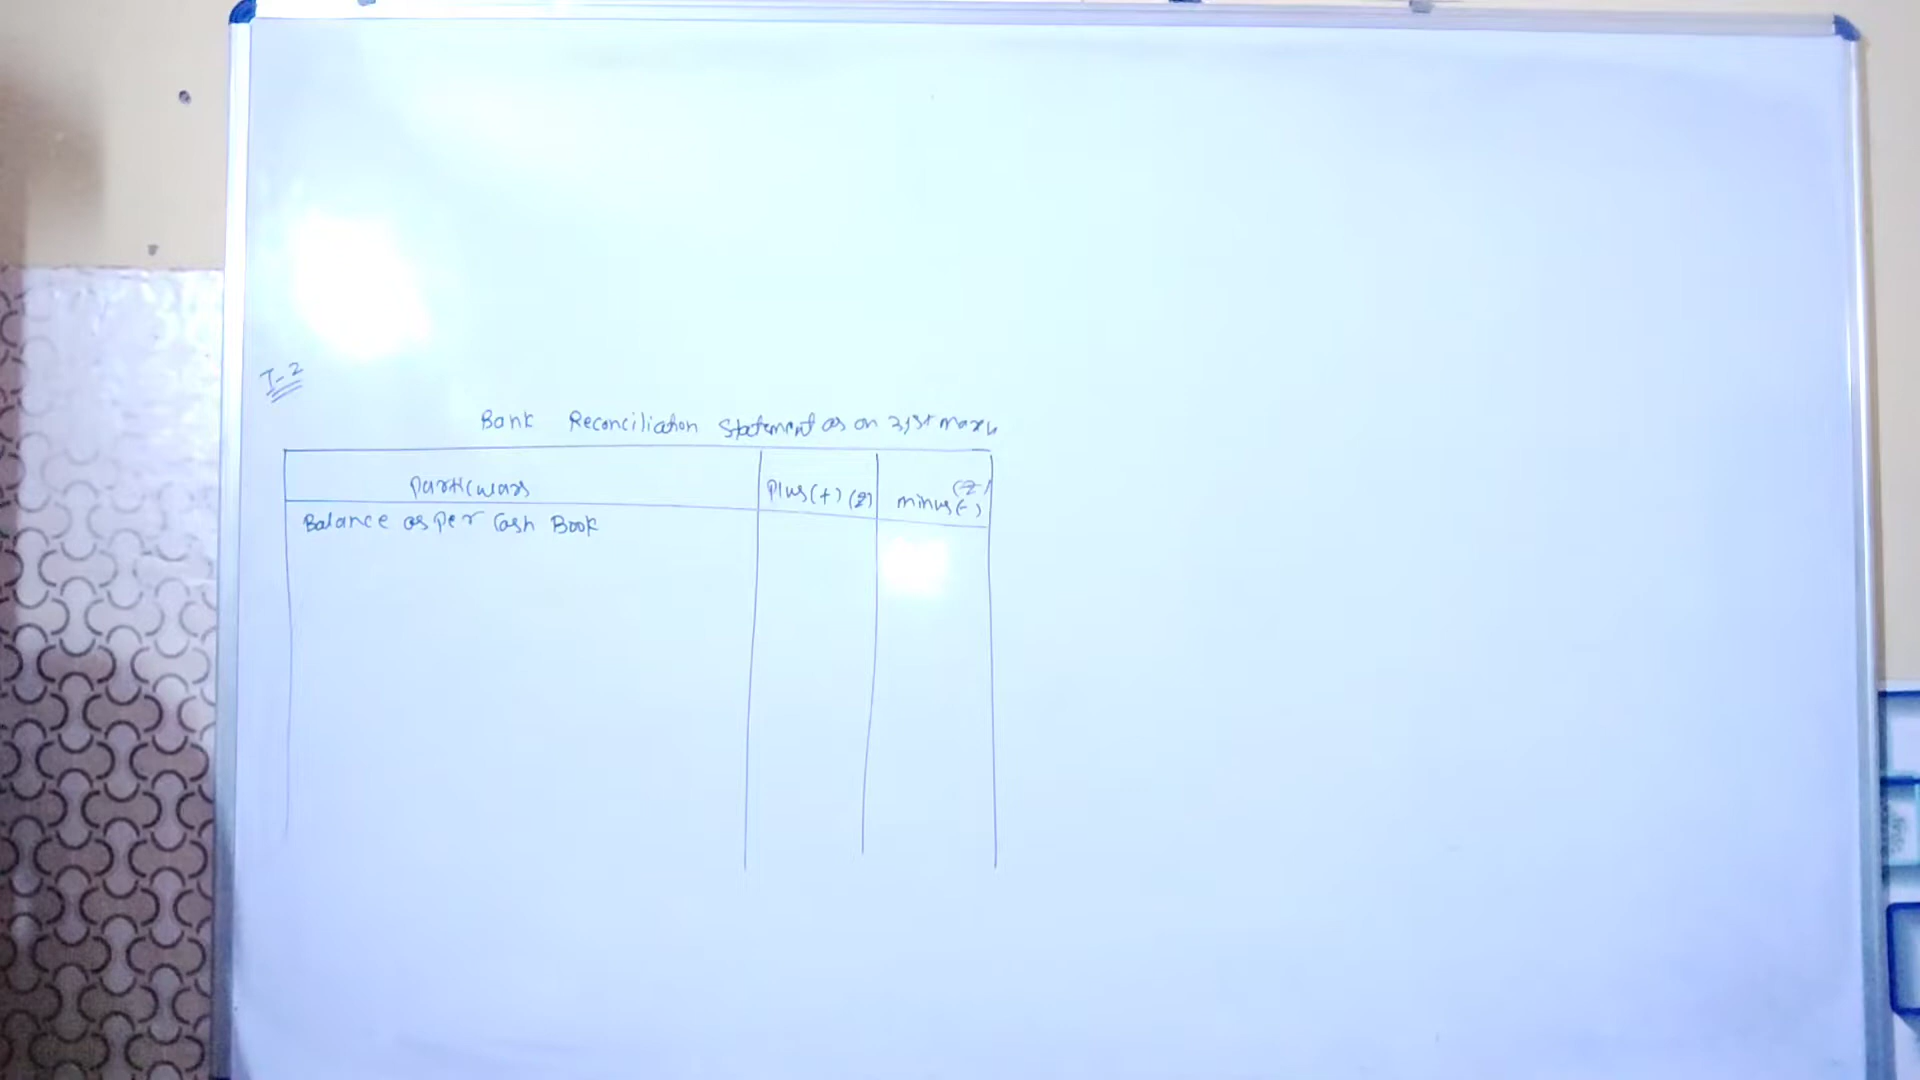 T-2
Bank Reconciliation Statement as on 31st March
Particulars Plus(+) (₹) minus(-) (₹)
Balance as per Cash Book